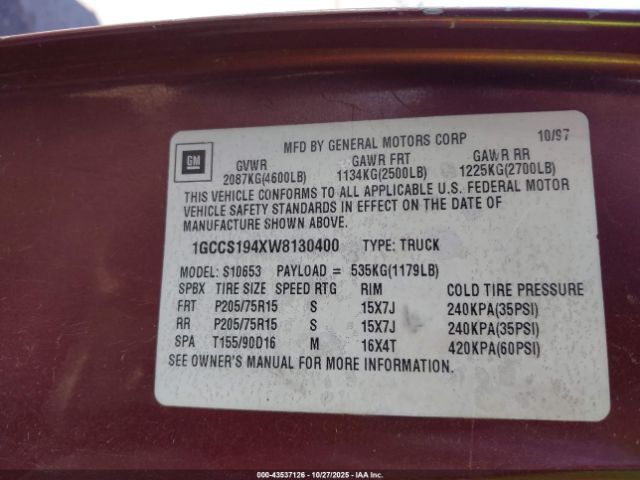 MFD BY GENERAL MOTORS CORP 10/97
GM
GVWR GAWR FRT GAWR RR
2087KG(4600LB) 1134KG(2500LB) 1225KG(2700LB)
THIS VEHICLE CONFORMS TO ALL APPLICABLE U.S. FEDERAL MOTOR
VEHICLE SAFETY STANDARDS IN EFFECT ON THE DATE OF
MANUFACTURE SHOWN ABOVE.
1GCCS194XW8130400 TYPE: TRUCK
MODEL: S10653 PAYLOAD = 535KG(1179LB)
SPBX TIRE SIZE SPEED RTG RIM COLD TIRE PRESSURE
FRT P205/75R15 S 15X7J 240KPA(35PSI)
RR P205/75R15 S 15X7J 240KPA(35PSI)
SPA T155/90D16 M 16X4T 420KPA(60PSI)
SEE OWNER'S MANUAL FOR MORE INFORMATION.
000-43537126 - 10/27/2025 - COPYRIGHT IAA, LLC